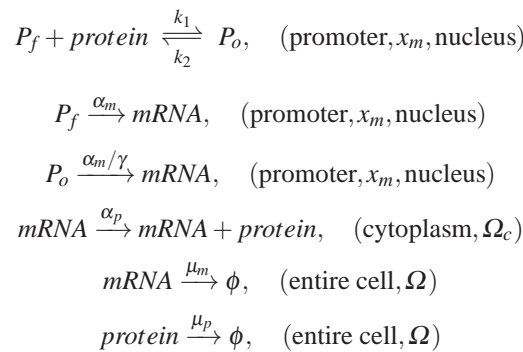 P_f + protein ⇌ P_o, (promoter, x_m, nucleus) k_1 k_2
P_f →^{α_m} mRNA, (promoter, x_m, nucleus)
P_o →^{α_m/γ} mRNA, (promoter, x_m, nucleus)
mRNA →^{α_p} mRNA + protein, (cytoplasm, Ω_c)
mRNA →^{μ_m} ϕ, (entire cell, Ω)
protein →^{μ_p} ϕ, (entire cell, Ω)